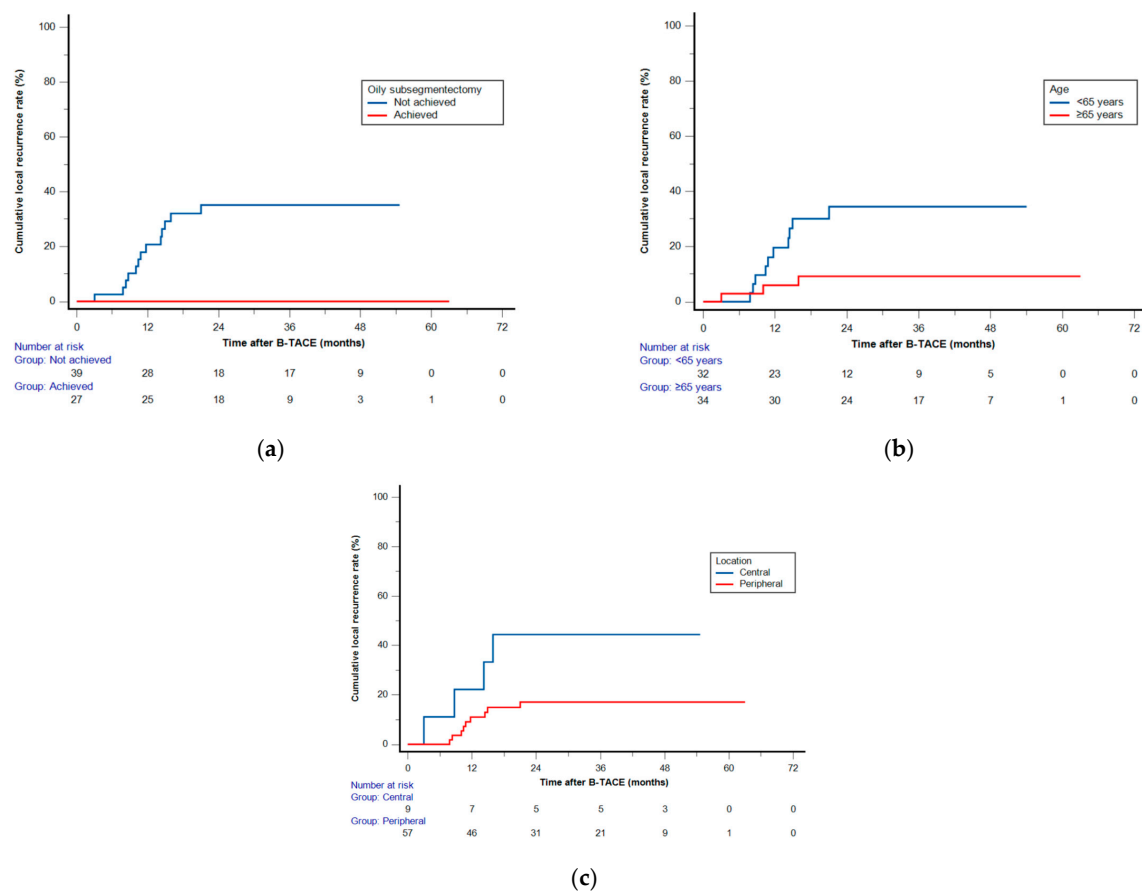 Cumulative local recurrence rate (%)
100
80
60
40
20
0
Oily subsegmentectomy
Not achieved
Achieved
0 12 24 36 48 60 72
Time after B-TACE (months)
Number at risk
Group: Not achieved
39 28 18 17 9 0 0
Group: Achieved
27 25 18 9 3 1 0
(a)
Cumulative local recurrence rate (%)
100
80
60
40
20
0
Age
<65 years
≥65 years
0 12 24 36 48 60 72
Time after B-TACE (months)
Number at risk
Group: <65 years
32 23 12 9 5 0 0
Group: ≥65 years
34 30 24 17 7 1 0
(b)
Cumulative local recurrence rate (%)
100
80
60
40
20
0
Location
Central
Peripheral
0 12 24 36 48 60 72
Time after B-TACE (months)
Number at risk
Group: Central
9 7 5 5 3 0 0
Group: Peripheral
57 46 31 21 9 1 0
(c)